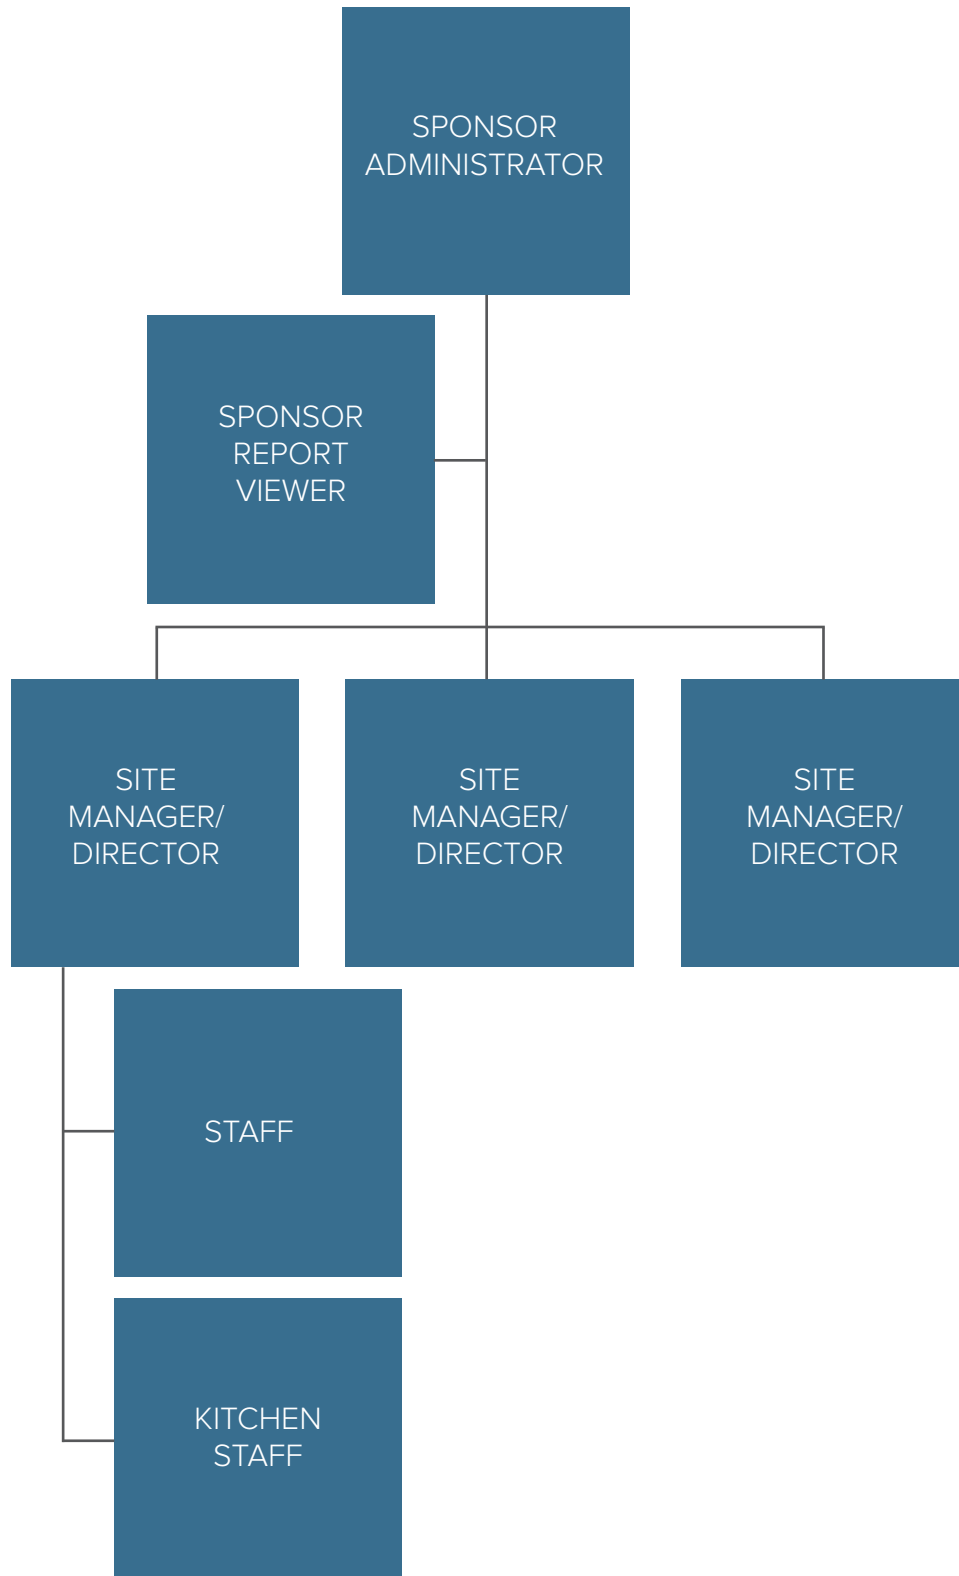 SPONSOR
ADMINISTRATOR
SPONSOR
REPORT
VIEWER
SITE
MANAGER/
DIRECTOR
SITE
MANAGER/
DIRECTOR
SITE
MANAGER/
DIRECTOR
STAFF
KITCHEN
STAFF